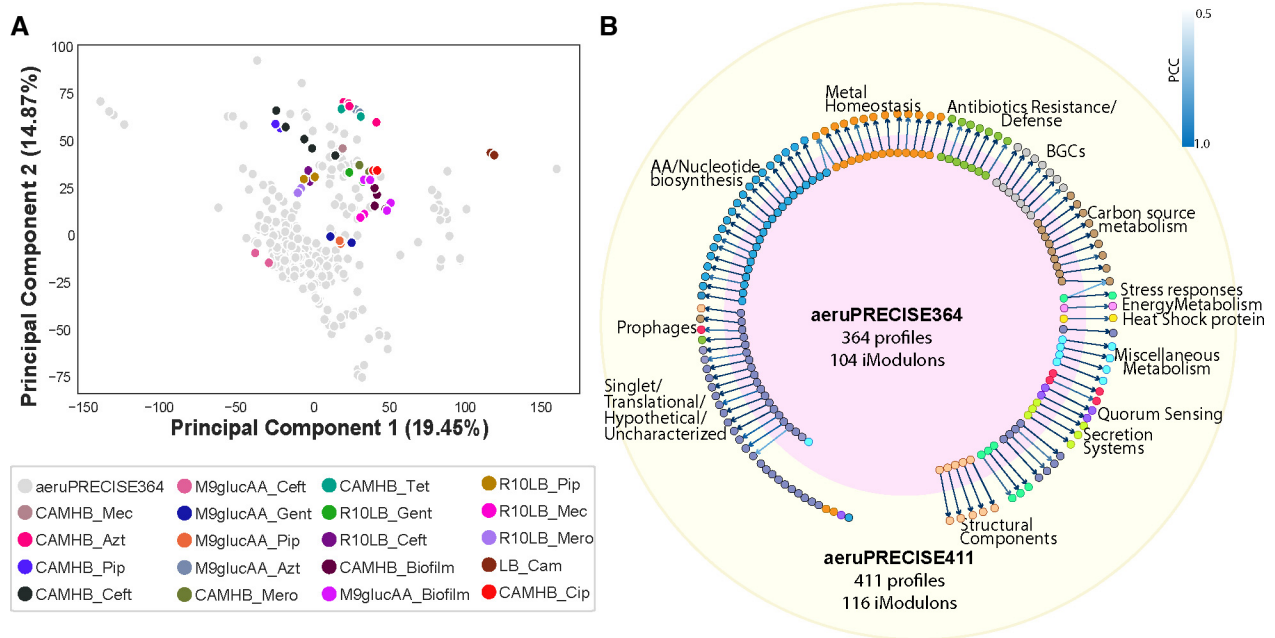 A
Principal Component 2 (14.87%)
100
75
50
25
0
−25
−50
−75
−150
−100
−50
0
50
100
150
Principal Component 1 (19.45%)
aeruPRECISE364
CAMHB_Mec
CAMHB_Azt
CAMHB_Pip
CAMHB_Ceft
M9glucAA_Ceft
M9glucAA_Gent
M9glucAA_Pip
M9glucAA_Azt
CAMHB_Mero
CAMHB_Tet
R10LB_Gent
R10LB_Ceft
CAMHB_Biofilm
M9glucAA_Biofilm
R10LB_Pip
R10LB_Mec
R10LB_Mero
LB_Cam
CAMHB_Cip
B
0.5
PCC
1.0
Metal
Homeostasis
Antibiotics Resistance/
Defense
BGCs
AA/Nucleotide
biosynthesis
Carbon source
metabolism
Stress responses
EnergyMetabolism
Heat Shock protein
Prophages
Miscellaneous
Metabolism
Singlet/
Translational/
Hypothetical/
Uncharacterized
Quorum Sensing
Secretion
Systems
Structural
Components
aeruPRECISE364
364 profiles
104 iModulons
aeruPRECISE411
411 profiles
116 iModulons